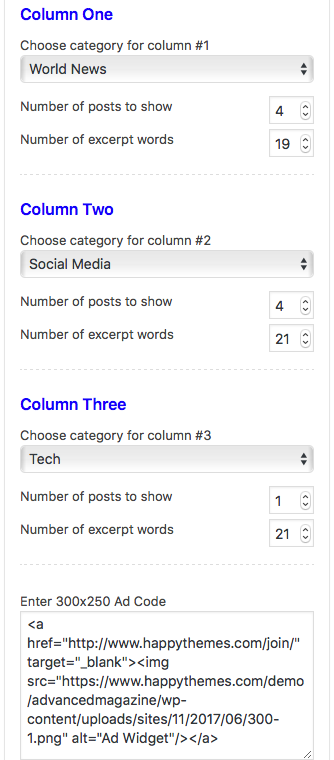 Column One
Choose category for column #1
World News
Number of posts to show 4
Number of excerpt words 19
Column Two
Choose category for column #2
Social Media
Number of posts to show 4
Number of excerpt words 21
Column Three
Choose category for column #3
Tech
Number of posts to show 1
Number of excerpt words 21
Enter 300x250 Ad Code
<a
href="http://www.happythemes.com/join/"
target="_blank"><img
src="https://www.happythemes.com/demo
/advancedmagazine/wp-
content/uploads/sites/11/2017/06/300-
1.png" alt="Ad Widget"/></a>